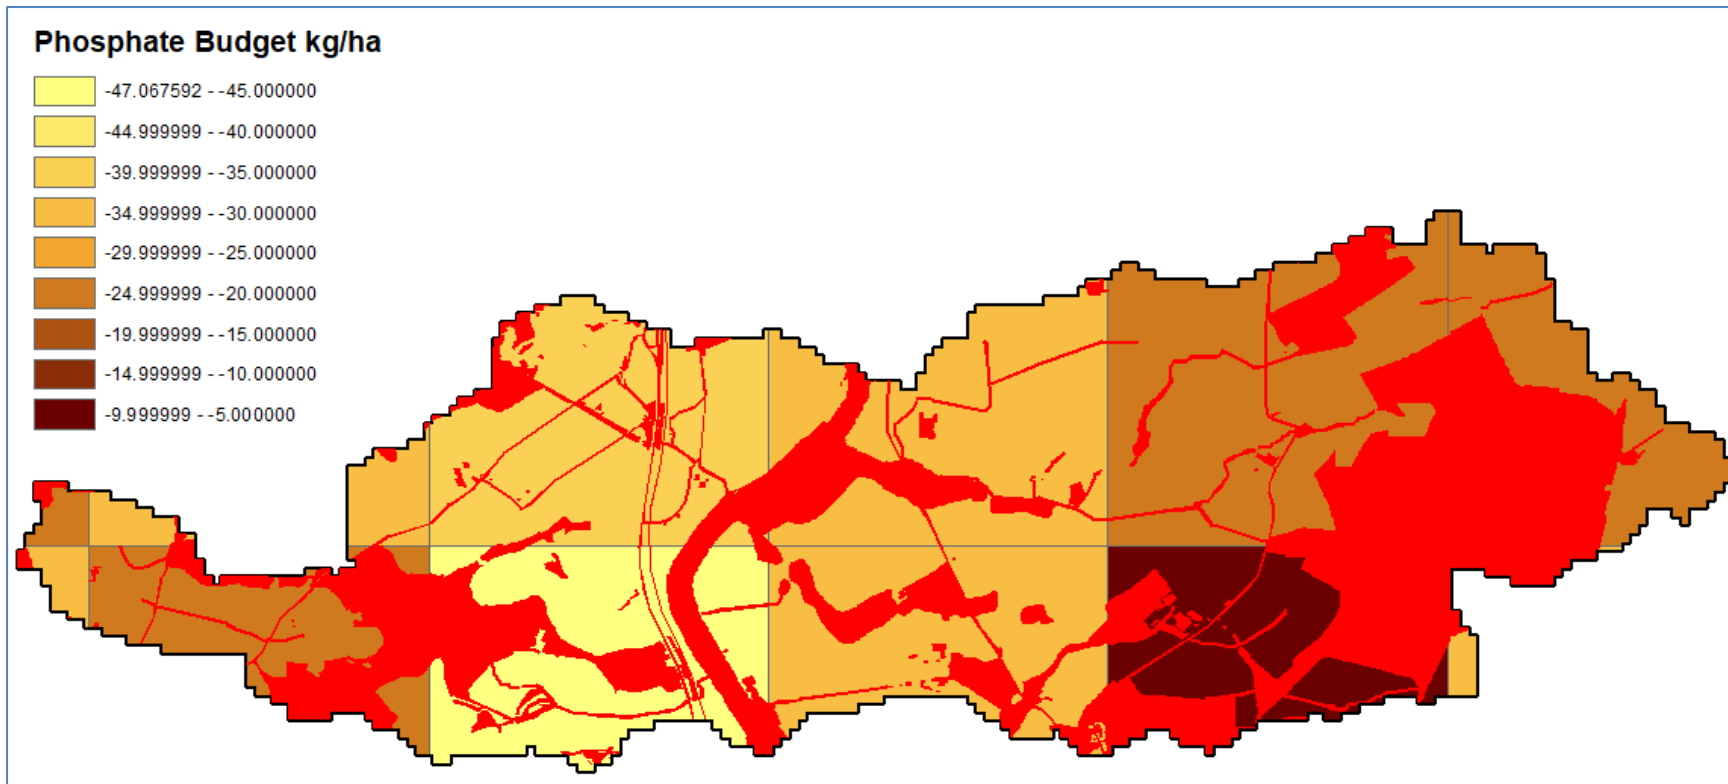 Phosphate Budget kg/ha
-47.067592 - -45.000000
-44.999999 - -40.000000
-39.999999 - -35.000000
-34.999999 - -30.000000
-29.999999 - -25.000000
-24.999999 - -20.000000
-19.999999 - -15.000000
-14.999999 - -10.000000
-9.999999 - -5.000000